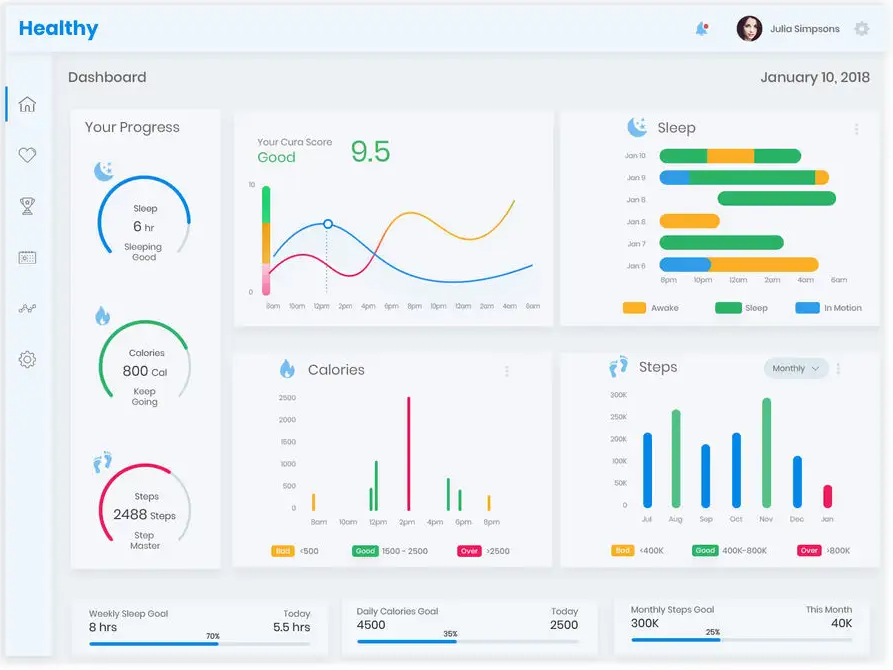 Healthy
Julia Simpsons
Dashboard
January 10, 2018
Your Progress
Sleep
6 hr
Sleeping
Good
Calories
800 Cal
Keep
Going
Steps
2488 Steps
Step
Master
Your Cura Score
Good
9.5
10
0
8am 10am 12pm 2pm 4pm 6pm 8pm 10pm 12am 2am 4am 6am
Sleep
Jan 10
Jan 9
Jan 8
Jan 8
Jan 7
Jan 6
8pm 10pm 12am 2am 4am 6am
Awake Sleep In Motion
Calories
2500
2000
1500
1000
500
0
8am 10am 12pm 2pm 4pm 6pm 8pm
Bad <500 Good 1500 - 2500 Over >2500
Steps
Monthly
300K
250K
200K
100K
50K
0
Jul Aug Sep Oct Nov Dec Jan
Bad <400K Good 400K-800K Over >800K
Weekly Sleep Goal Today
8 hrs 5.5 hrs
70%
Daily Calories Goal Today
4500 2500
35%
Monthly Steps Goal This Month
300K 40K
25%